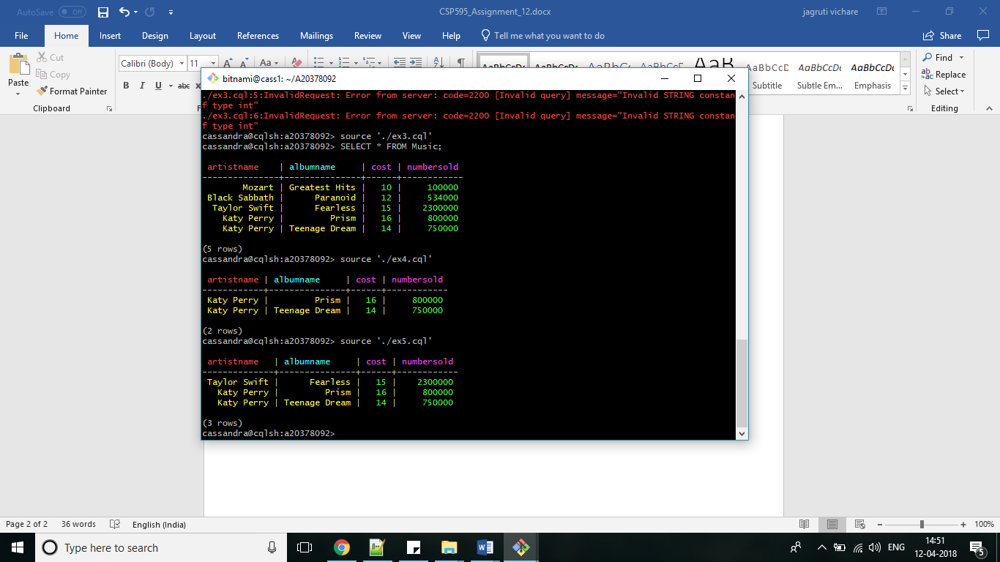 AutoSave Off CSP595_Assignment_12.docx jagruti vichare
File Home Insert Design Layout References Mailings Review View Help Tell me what you want to do Share
Paste
Cut
Copy
Format Painter
Clipboard
Calibri (Body) 11
B I U abc
Subtitle Subtle Em... Emphasis
Find
Replace
Select
Editing
bitnami@cass1: ~/A20378092
./ex3.cql:5:InvalidRequest: Error from server: code=2200 [Invalid query] message="Invalid STRING constan
f type int"
./ex3.cql:6:InvalidRequest: Error from server: code=2200 [Invalid query] message="Invalid STRING constan
f type int"
cassandra@cqlsh:a20378092> source './ex3.cql'
cassandra@cqlsh:a20378092> SELECT * FROM Music;
artistname | albumname | cost | numbersold
---------------+----------------+------+------------
Mozart | Greatest Hits | 10 | 100000
Black Sabbath | Paranoid | 12 | 534000
Taylor Swift | Fearless | 15 | 2300000
Katy Perry | Prism | 16 | 800000
Katy Perry | Teenage Dream | 14 | 750000
(5 rows)
cassandra@cqlsh:a20378092> source './ex4.cql'
artistname | albumname | cost | numbersold
------------+---------------+------+------------
Katy Perry | Prism | 16 | 800000
Katy Perry | Teenage Dream | 14 | 750000
(2 rows)
cassandra@cqlsh:a20378092> source './ex5.cql'
artistname | albumname | cost | numbersold
--------------+---------------+------+------------
Taylor Swift | Fearless | 15 | 2300000
Katy Perry | Prism | 16 | 800000
Katy Perry | Teenage Dream | 14 | 750000
(3 rows)
cassandra@cqlsh:a20378092>
Page 2 of 2 36 words English (India) 100%
Type here to search
ENG
14:51
12-04-2018
5